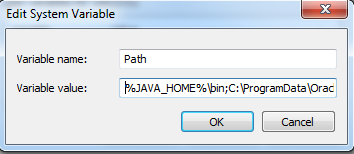 Edit System Variable
Variable name: Path
Variable value: %JAVA_HOME%\bin;C:\ProgramData\Orac
OK Cancel